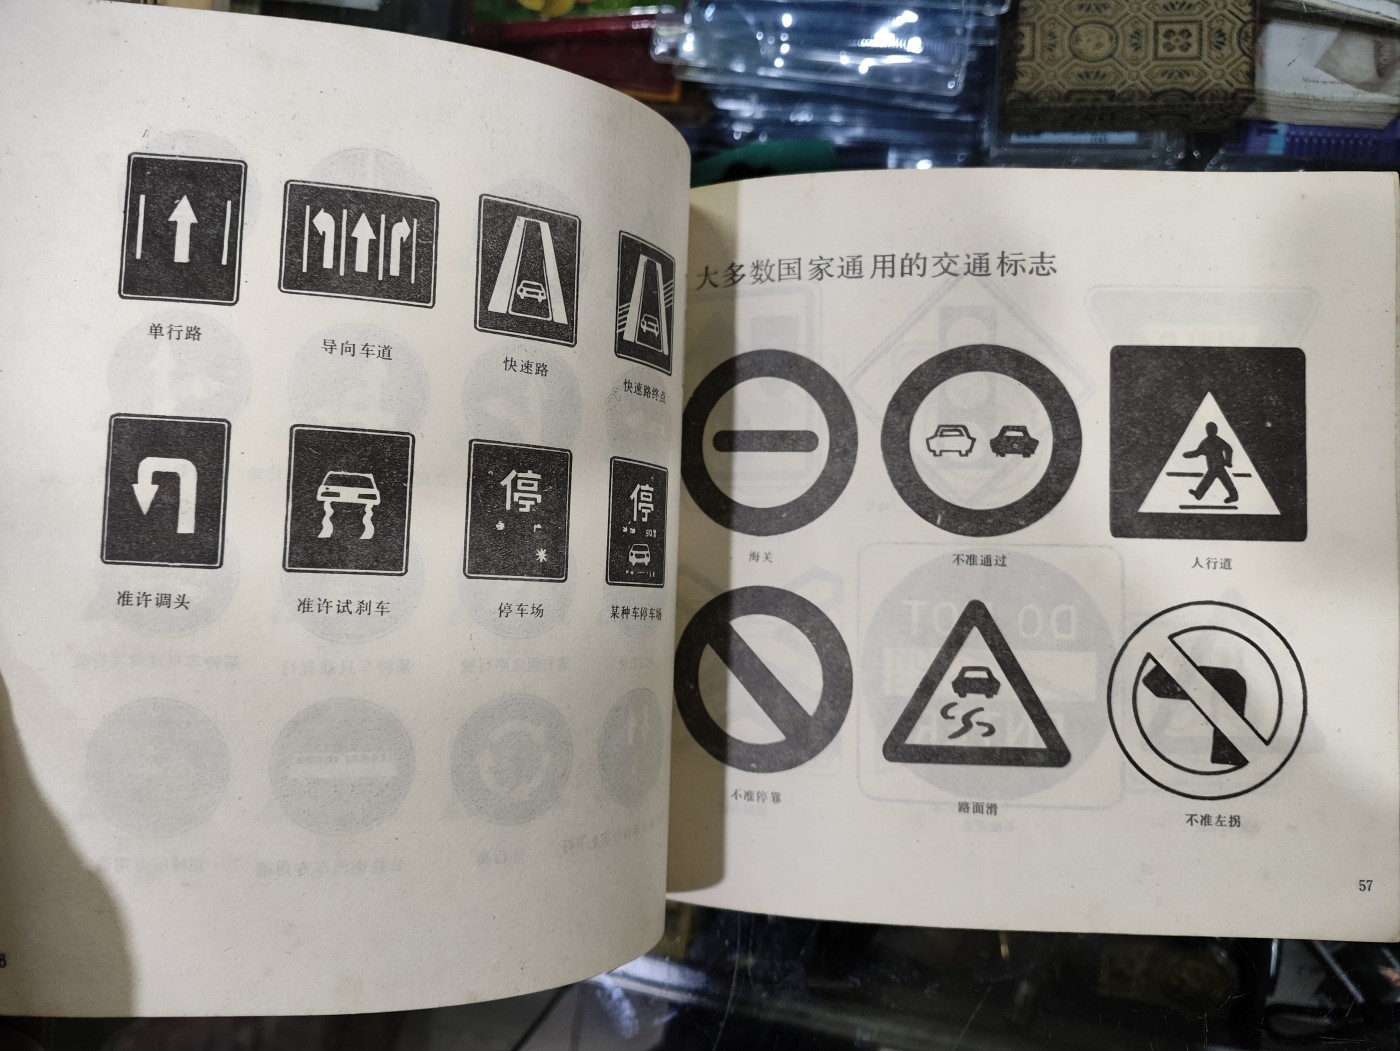 单行路
导向车道
快速路
快速路终点
停
停
准许调头
准许试刹车
停车场
某种车停车场
大多数国家通用的交通标志
海关
不准通过
人行道
不准停靠
路面滑
不准左拐
57